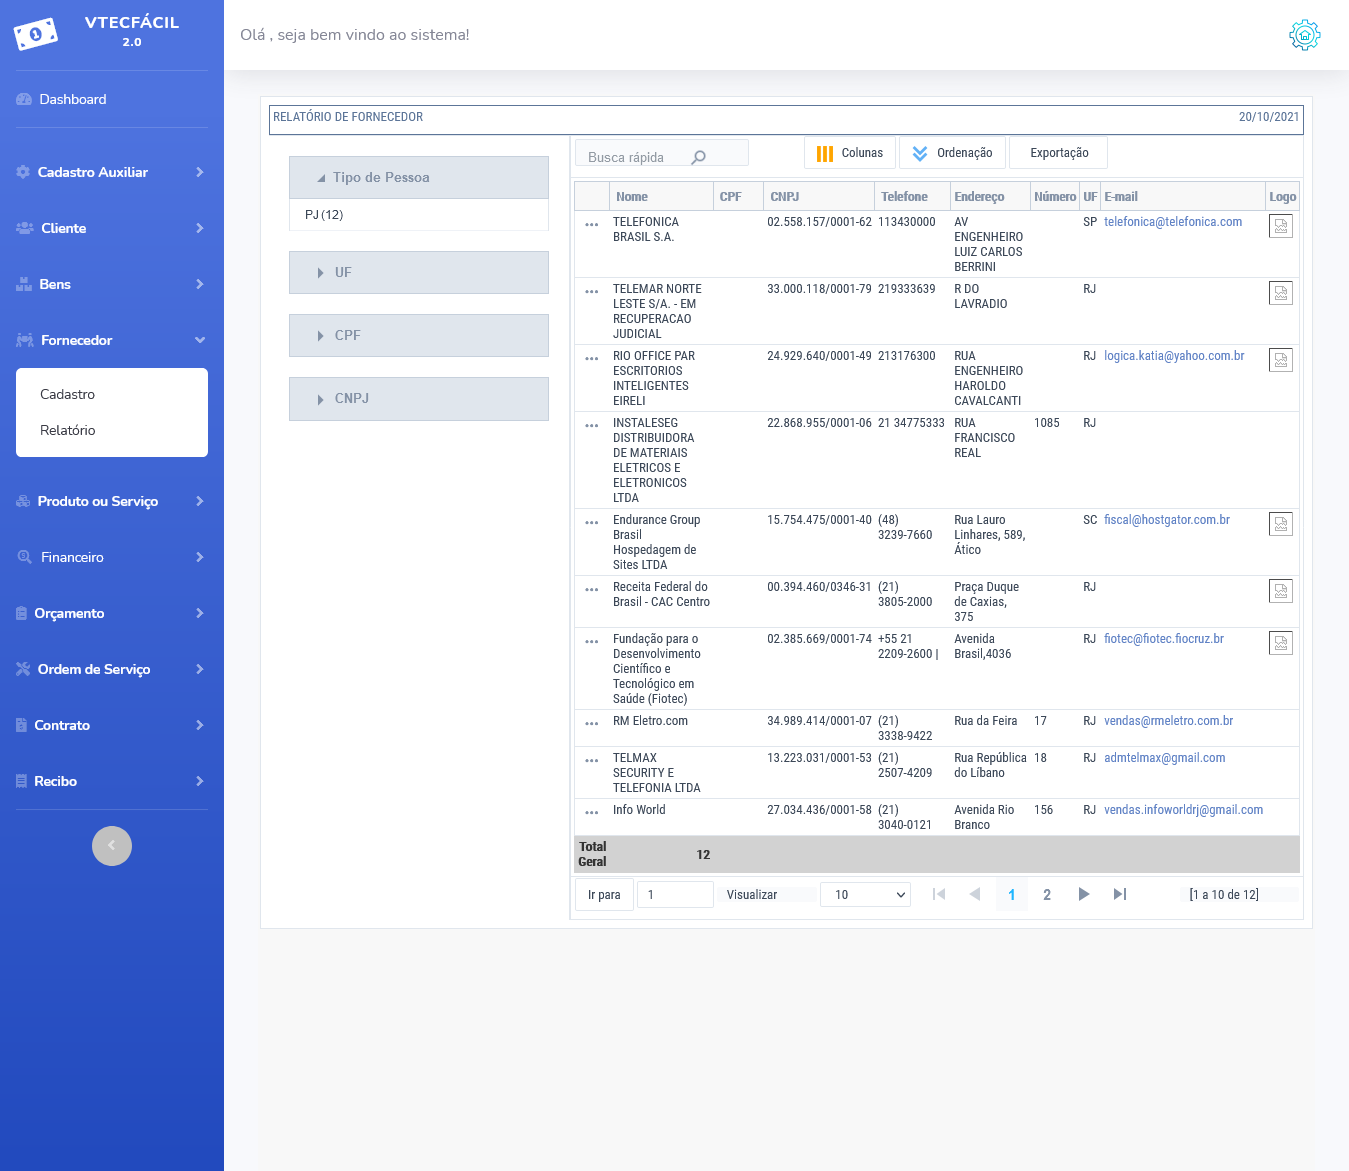 VTECFÁCIL
2.0
Olá , seja bem vindo ao sistema!
Dashboard
Cadastro Auxiliar
Cliente
Bens
Fornecedor
Cadastro
Relatório
Produto ou Serviço
Financeiro
Orçamento
Ordem de Serviço
Contrato
Recibo
RELATÓRIO DE FORNECEDOR 20/10/2021
Tipo de Pessoa
PJ (12)
UF
CPF
CNPJ
Busca rápida Colunas Ordenação Exportação
Nome CPF CNPJ Telefone Endereço Número UF E-mail Logo
TELEFONICA 02.558.157/0001-62 113430000 AV SP telefonica@telefonica.com
BRASIL S.A. ENGENHEIRO
LUIZ CARLOS
BERRINI
TELEMAR NORTE 33.000.118/0001-79 219333639 R DO RJ
LESTE S/A. - EM LAVRADIO
RECUPERACAO
JUDICIAL
RIO OFFICE PAR 24.929.640/0001-49 213176300 RUA RJ logica.katia@yahoo.com.br
ESCRITORIOS ENGENHEIRO
INTELIGENTES HAROLDO
EIRELI CAVALCANTI
INSTALESEG 22.868.955/0001-06 21 34775333 RUA 1085 RJ
DISTRIBUIDORA FRANCISCO
DE MATERIAIS REAL
ELETRICOS E
ELETRONICOS
LTDA
Endurance Group 15.754.475/0001-40 (48) Rua Lauro SC fiscal@hostgator.com.br
Brasil 3239-7660 Linhares, 589,
Hospedagem de Ático
Sites LTDA
Receita Federal do 00.394.460/0346-31 (21) Praça Duque RJ
Brasil - CAC Centro 3805-2000 de Caxias,
375
Fundação para o 02.385.669/0001-74 +55 21 Avenida RJ fiotec@fiotec.fiocruz.br
Desenvolvimento 2209-2600 | Brasil,4036
Científico e
Tecnológico em
Saúde (Fiotec)
RM Eletro.com 34.989.414/0001-07 (21) Rua da Feira 17 RJ vendas@rmeletro.com.br
3338-9422
TELMAX 13.223.031/0001-53 (21) Rua República 18 RJ admtelmax@gmail.com
SECURITY E 2507-4209 do Líbano
TELEFONIA LTDA
Info World 27.034.436/0001-58 (21) Avenida Rio 156 RJ vendas.infoworldrj@gmail.com
3040-0121 Branco
Total
Geral 12
Ir para 1 Visualizar 10 1 2 [1 a 10 de 12]